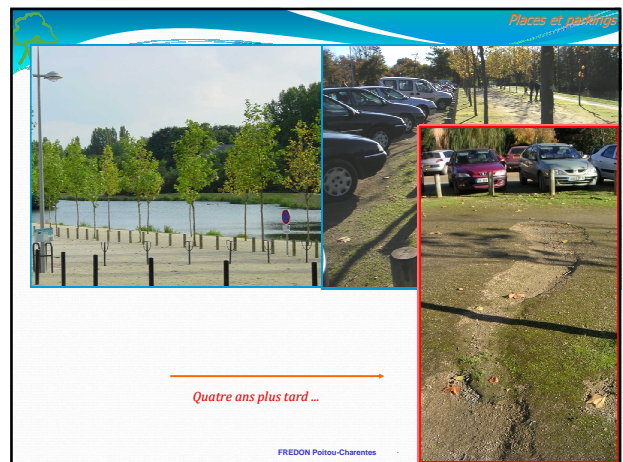 Places et parkings
Quatre ans plus tard ...
FREDON Poitou-Charentes